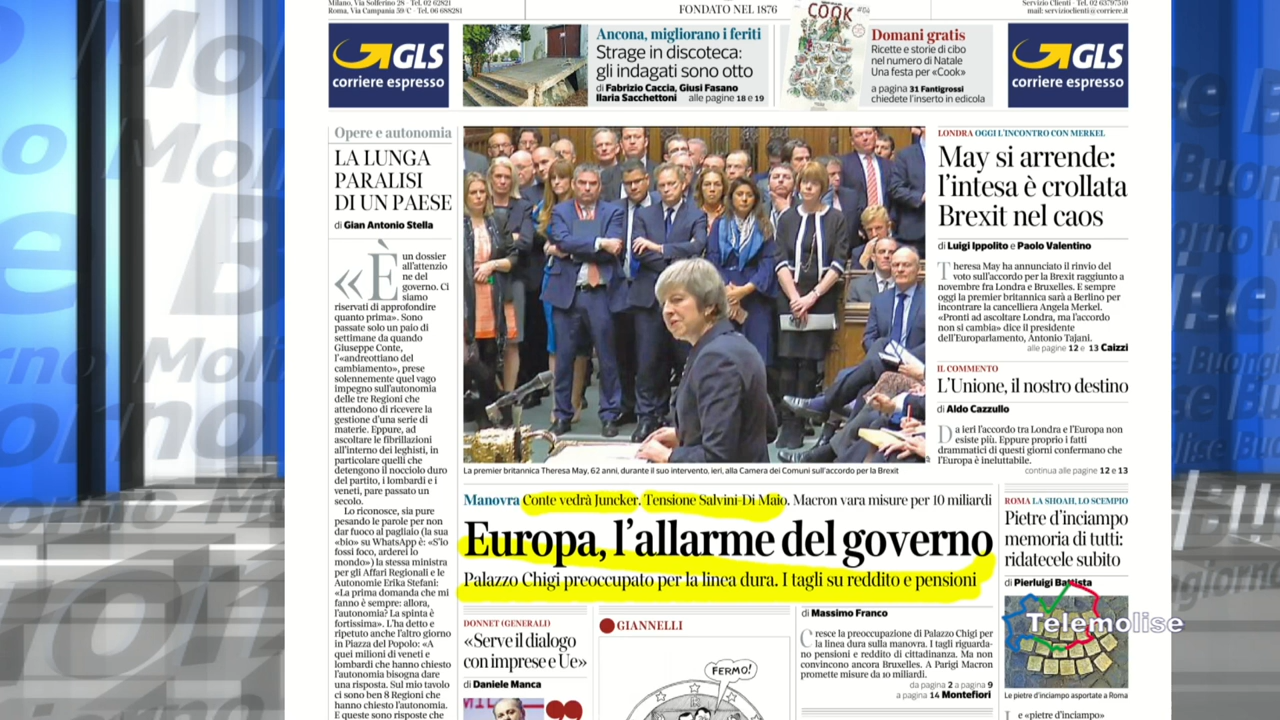 Milano, Via Solferino 28 - Tel. 02 62821
Roma, Via Campania 59/C - Tel. 06 688281
FONDATO NEL 1876
Servizio Clienti - Tel. 02 63797510
mail: servizioclienti@corriere.it
GLS
corriere espresso
Ancona, migliorano i feriti
Strage in discoteca:
gli indagati sono otto
di Fabrizio Caccia, Giusi Fasano
Ilaria Sacchettoni alle pagine 18 e 19
COOK
Domani gratis
Ricette e storie di cibo
nel numero di Natale
Una festa per «Cook»
a pagina 31 Fantigrossi
chiedete l'inserto in edicola
GLS
corriere espresso
Opere e autonomia
LA LUNGA
PARALISI
DI UN PAESE
di Gian Antonio Stella
«È un dossier
all'attenzio
ne del
governo. Ci
siamo
riservati di approfondire
quanto prima». Sono
passate solo un paio di
settimane da quando
Giuseppe Conte,
l'«andreottiano del
cambiamento», prese
solennemente quel vago
impegno sull'autonomia
delle tre Regioni che
attendono di ricevere la
gestione d'una serie di
materie. Eppure, ad
ascoltare le fibrillazioni
all'interno dei leghisti, in
particolare quelli che
detengono il nocciolo duro
del partito, i lombardi e i
veneti, pare passato un
secolo.
Lo riconosce, sia pure
pesando le parole per non
dar fuoco al pagliaio (la sua
«bio» su WhatsApp è: «S'io
fossi foco, arderei lo
mondo») la stessa ministra
per gli Affari Regionali e le
Autonomie Erika Stefani:
«La prima domanda che mi
fanno è sempre: allora,
l'autonomia? La spinta è
fortissima». L'ha detto e
ripetuto anche l'altro giorno
in Piazza del Popolo: «A
quei milioni di veneti e
lombardi che hanno chiesto
l'autonomia bisogna dare
una risposta. Sul mio tavolo
ci sono ben 8 Regioni che
hanno chiesto l'autonomia.
E queste sono risposte che
La premier britannica Theresa May, 62 anni, durante il suo intervento, ieri, alla Camera dei Comuni sull'accordo per la Brexit
LONDRA OGGI L'INCONTRO CON MERKEL
May si arrende:
l'intesa è crollata
Brexit nel caos
di Luigi Ippolito e Paolo Valentino
Theresa May ha annunciato il rinvio del
voto sull'accordo per la Brexit raggiunto a
novembre fra Londra e Bruxelles. E sempre
oggi la premier britannica sarà a Berlino per
incontrare la cancelliera Angela Merkel.
«Pronti ad ascoltare Londra, ma l'accordo
non si cambia» dice il presidente
dell'Europarlamento, Antonio Tajani.
alle pagine 12 e 13 Caizzi
IL COMMENTO
L'Unione, il nostro destino
di Aldo Cazzullo
Da ieri l'accordo tra Londra e l'Europa non
esiste più. Eppure proprio i fatti
drammatici di questi giorni confermano che
l'Europa è ineluttabile.
continua alle pagine 12 e 13
Manovra Conte vedrà Juncker. Tensione Salvini-Di Maio. Macron vara misure per 10 miliardi
Europa, l'allarme del governo
Palazzo Chigi preoccupato per la linea dura. I tagli su reddito e pensioni
DONNET (GENERALI)
«Serve il dialogo
con imprese e Ue»
di Daniele Manca
GIANNELLI
FERMO!
di Massimo Franco
Cresce la preoccupazione di Palazzo Chigi per
la linea dura sulla manovra. I tagli riguarda-
no pensioni e reddito di cittadinanza. Ma non
convincono ancora Bruxelles. A Parigi Macron
promette misure da 10 miliardi.
da pagina 2 a pagina 9
a pagina 14 Montefiori
ROMA LA SHOAH, LO SCEMPIO
Pietre d'inciampo
memoria di tutti:
ridatecele subito
di Pierluigi Battista
Le pietre d'inciampo asportate a Roma
Le «pietre d'inciampo»
Telemolise